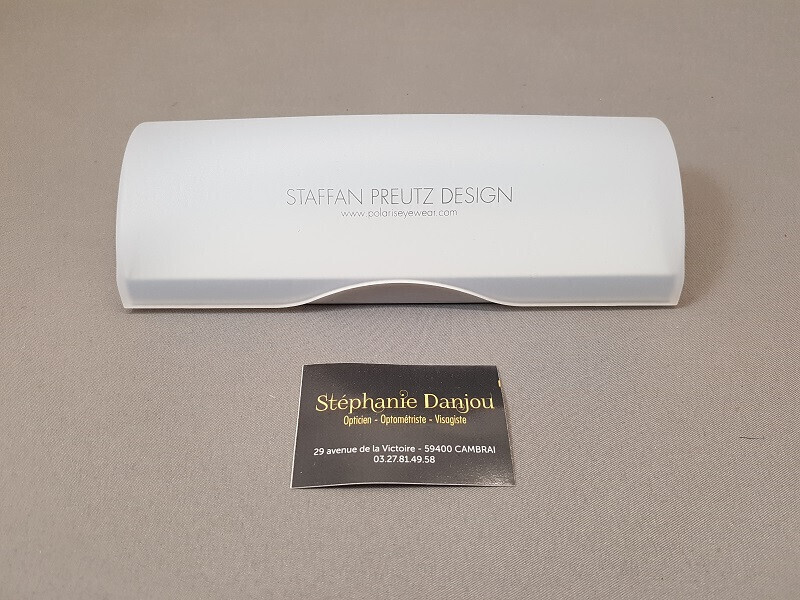 STAFFAN PREUTZ DESIGN
www.polariseyewear.com
Stéphanie Danjou
Opticien - Optométriste - Visagiste
29 avenue de la Victoire - 59400 CAMBRAI
03.27.81.49.58